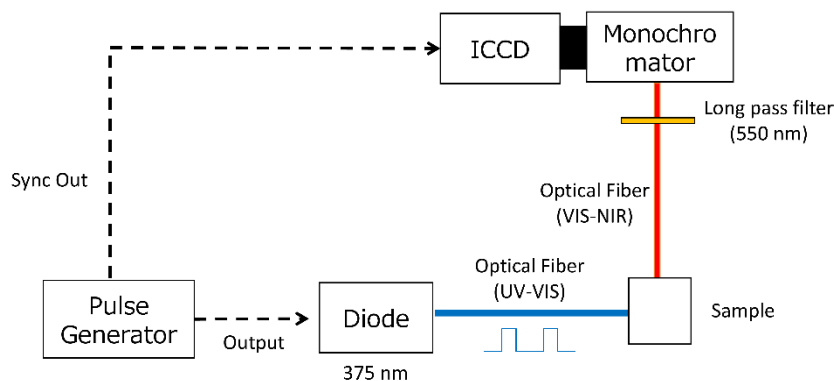 ICCD
Monochro
mator
Long pass filter
(550 nm)
Sync Out
Optical Fiber
(VIS-NIR)
Optical Fiber
(UV-VIS)
Pulse
Generator
Output
Diode
Sample
375 nm